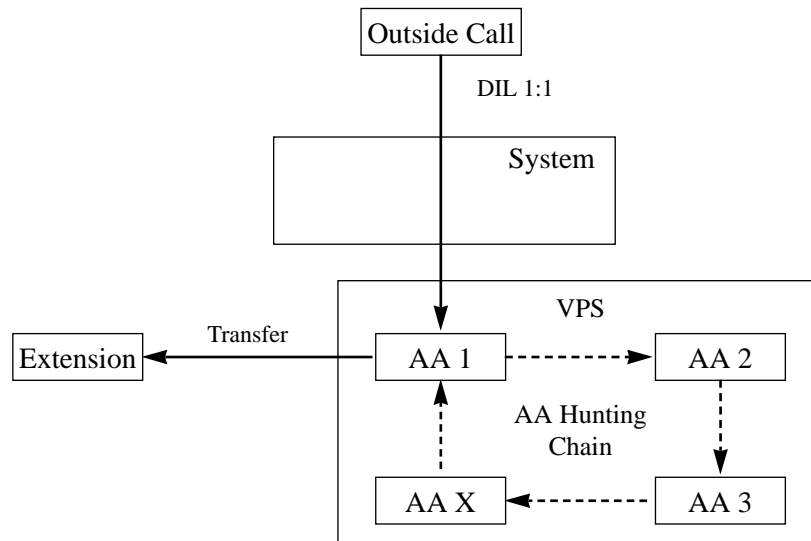 Outside Call
DIL 1:1
System
VPS
Transfer
Extension
AA 1
AA 2
AA Hunting
Chain
AA X
AA 3